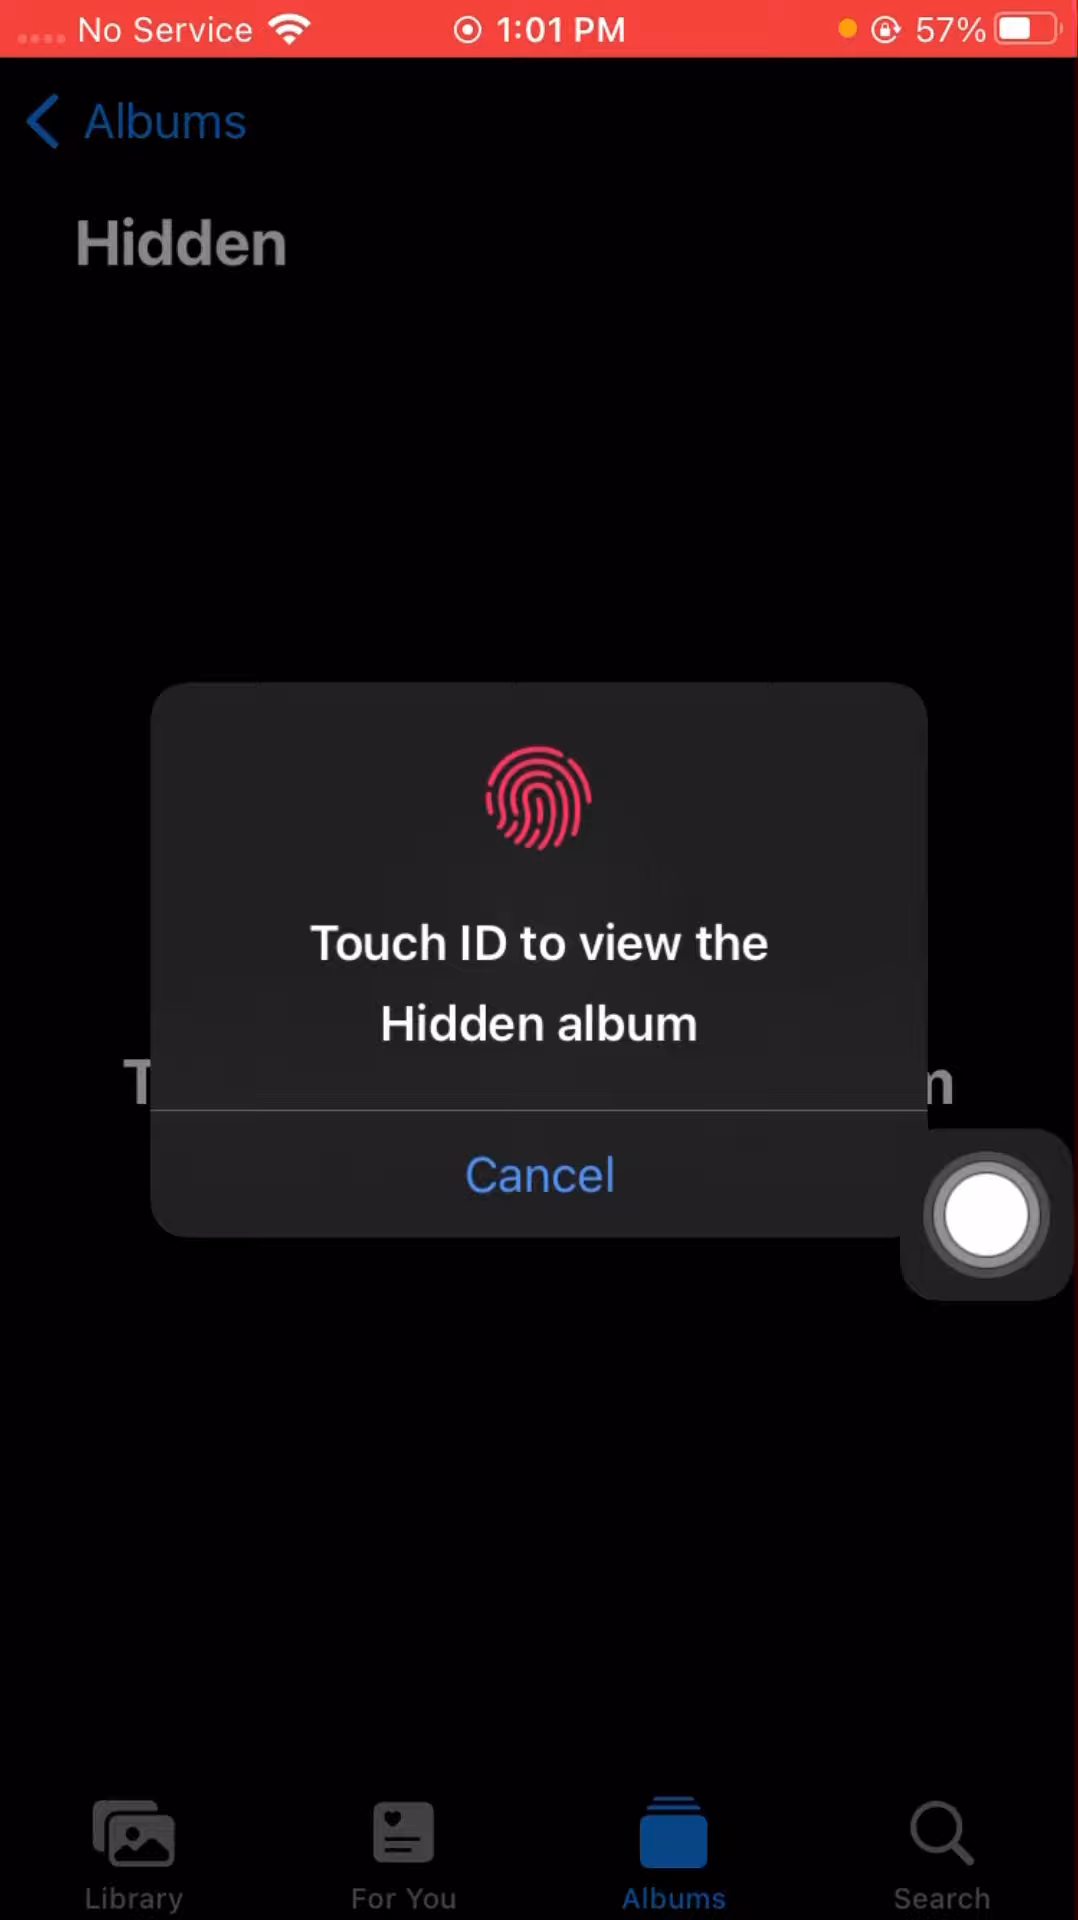 No Service 1:01 PM 57%
Albums
Hidden
Touch ID to view the
Hidden album
Cancel
Library For You Albums Search